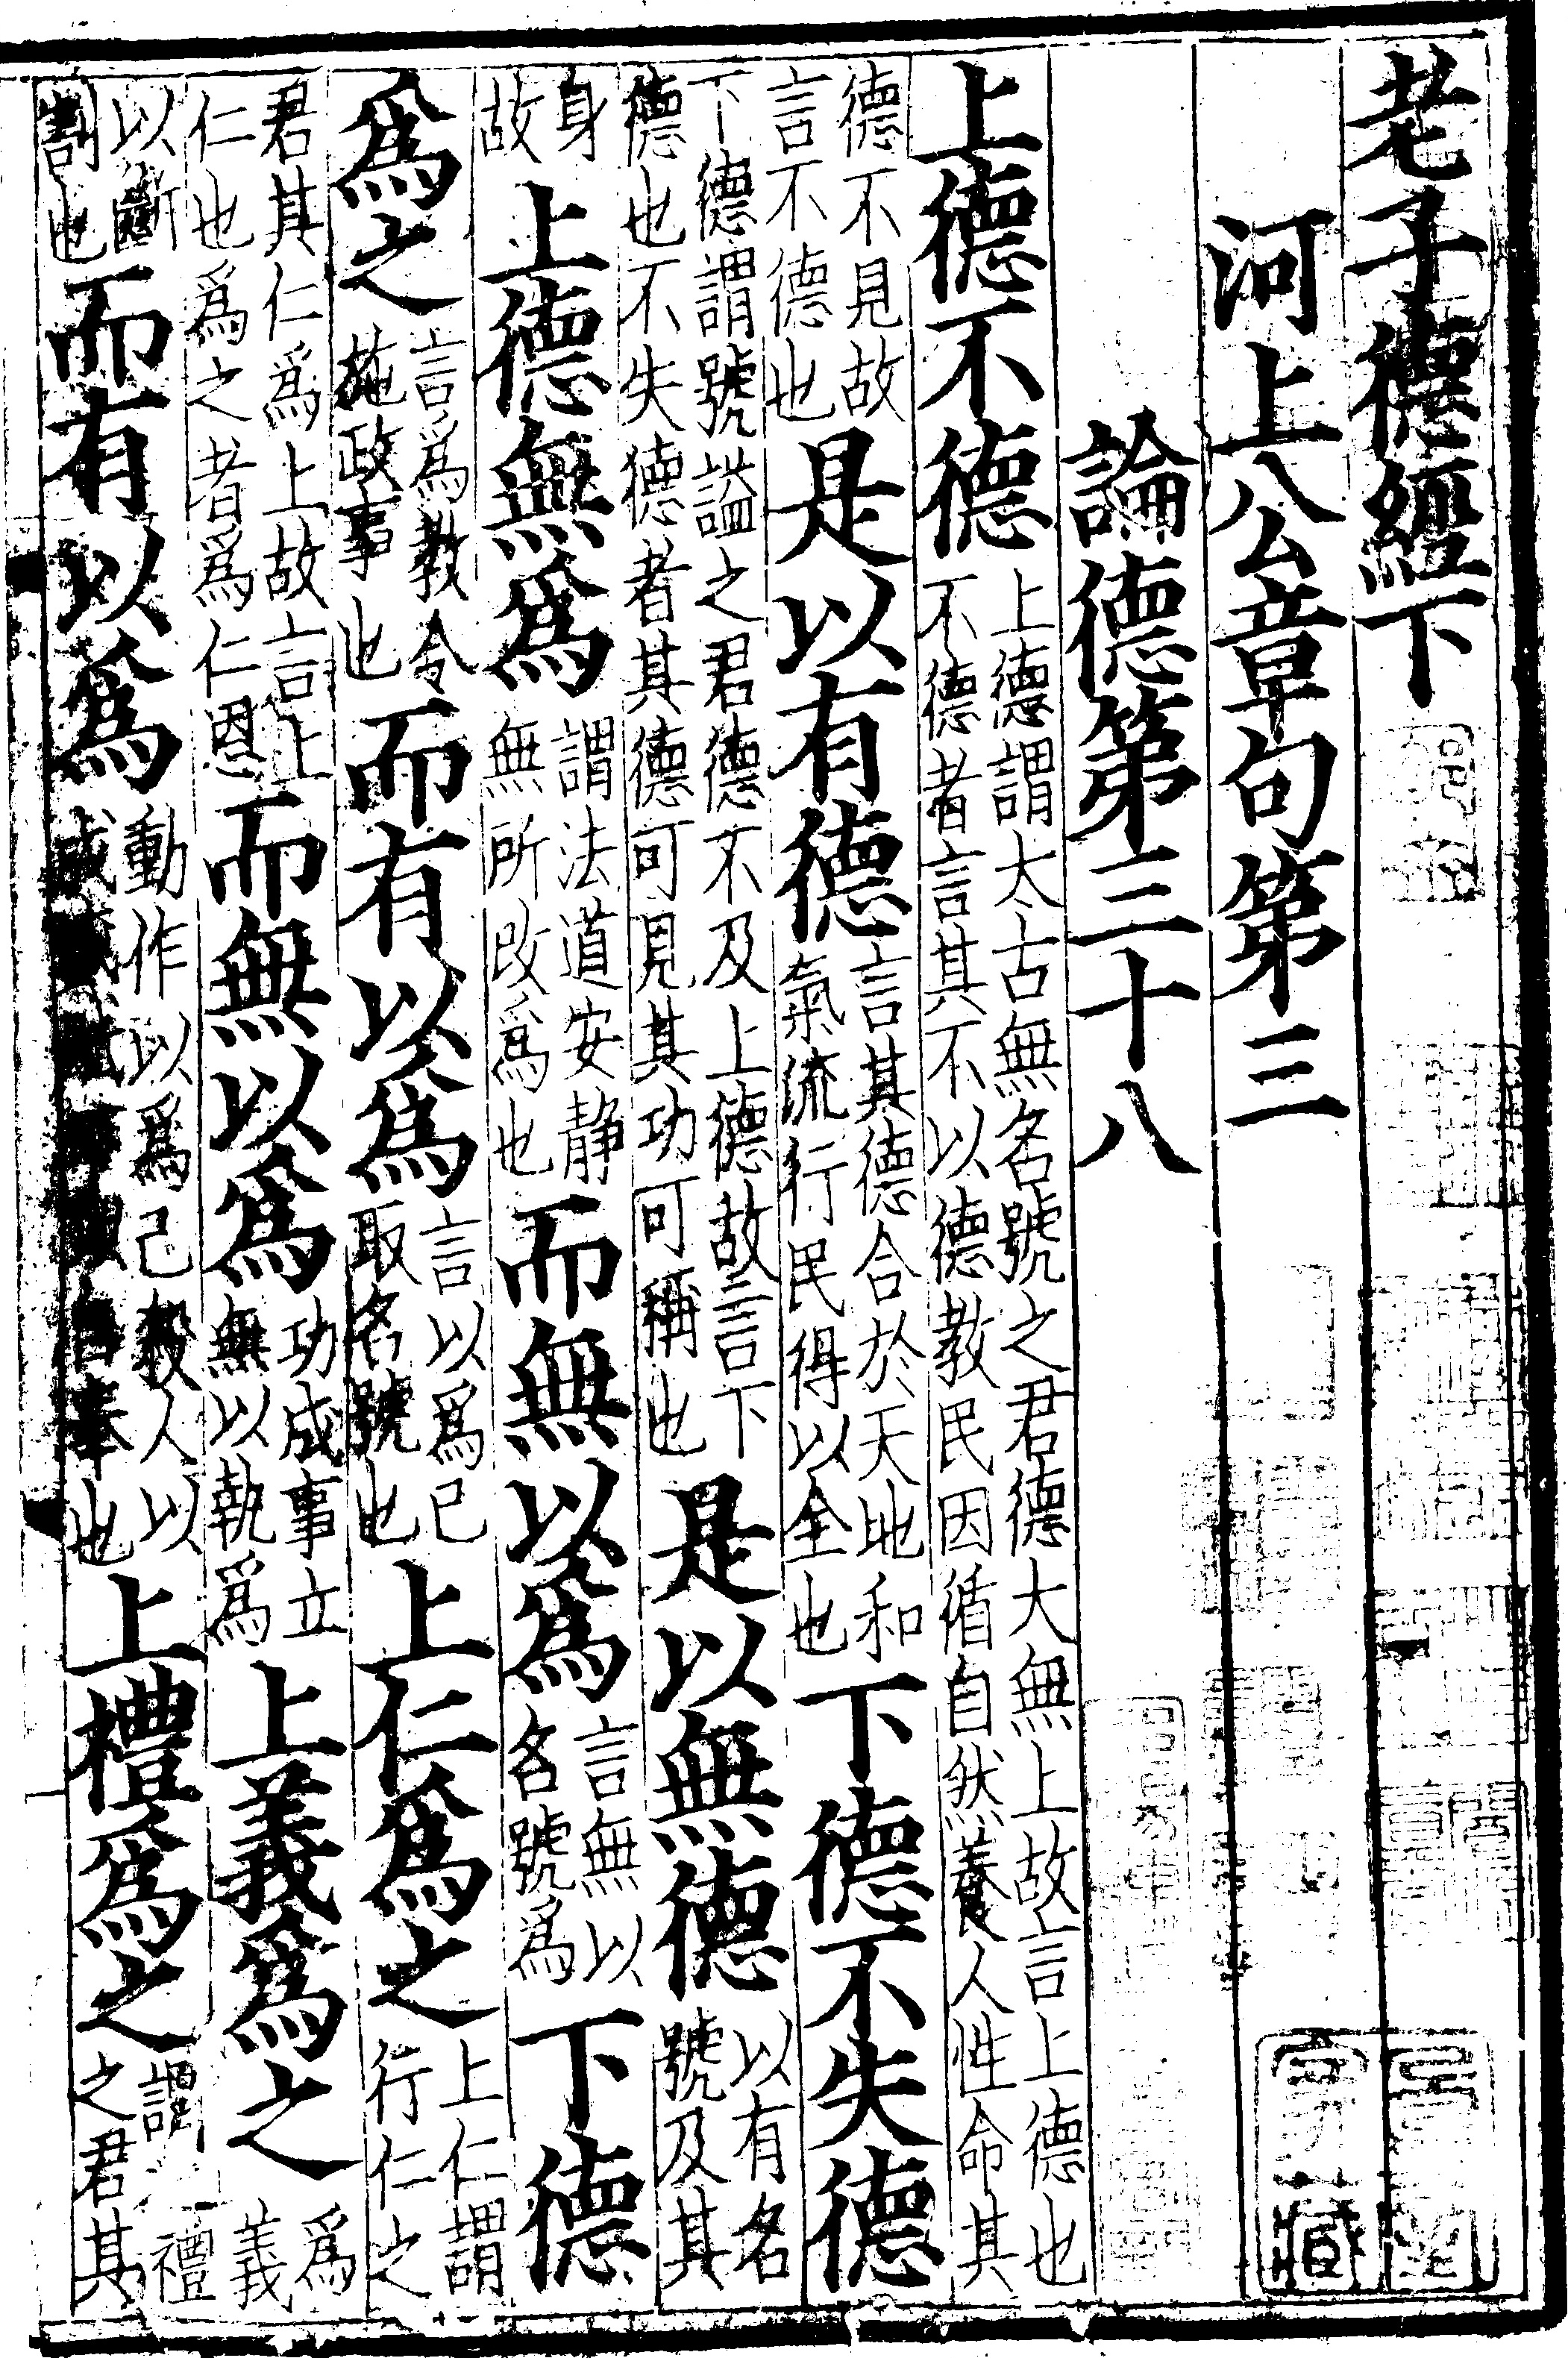 老子德經下
河上公章句第三
論德第三十八
上德不德上德謂太古無名號之君德大無上故言上德也不德者言其不以德教民因循自然養人性命其
德不見故言不德也是以有德言其德合於天地和氣流行民得以全也下德不失德
下德謂號謚之君德不及上德故言下德也不失德者其德可見其功可稱也是以無德以有名號及其
身故上德無爲謂法道安静無所改爲也而無以爲言無以名號爲下德
爲之言爲教令施政事也而有以爲言以爲己取名號也上仁爲之上仁謂行仁之
君其仁爲上故言上仁也爲之者爲仁恩而無以爲功成事立無以執爲上義爲之爲義
以斷割也而有以爲動作以爲己殺人以威自奉也上禮爲之謂禮之君其
家藏